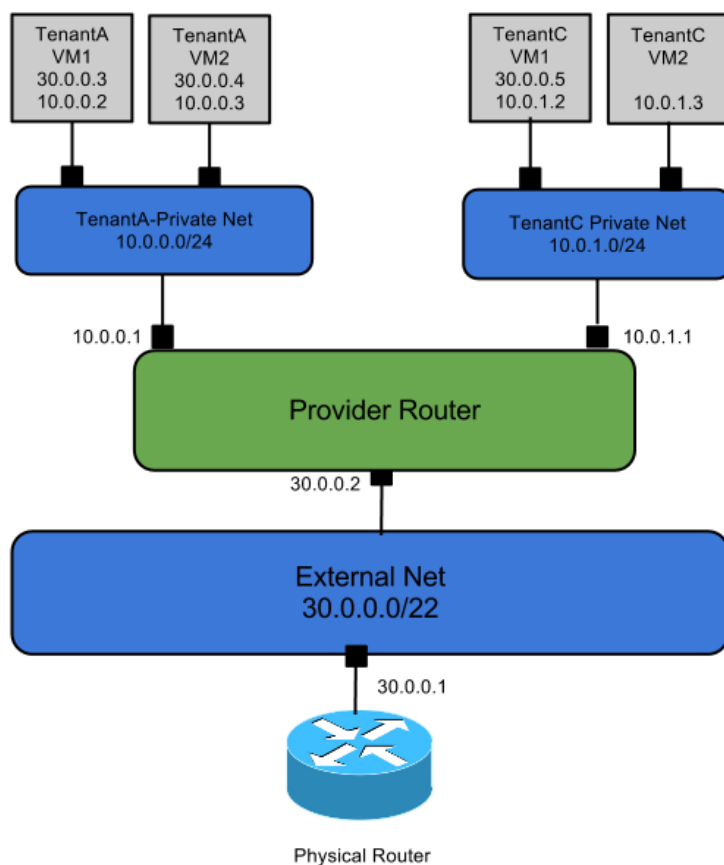 TenantA
VM1
30.0.0.3
10.0.0.2
TenantA
VM2
30.0.0.4
10.0.0.3
TenantC
VM1
30.0.0.5
10.0.1.2
TenantC
VM2
10.0.1.3
TenantA-Private Net
10.0.0.0/24
TenantC Private Net
10.0.1.0/24
10.0.0.1
10.0.1.1
Provider Router
30.0.0.2
External Net
30.0.0.0/22
30.0.0.1
Physical Router